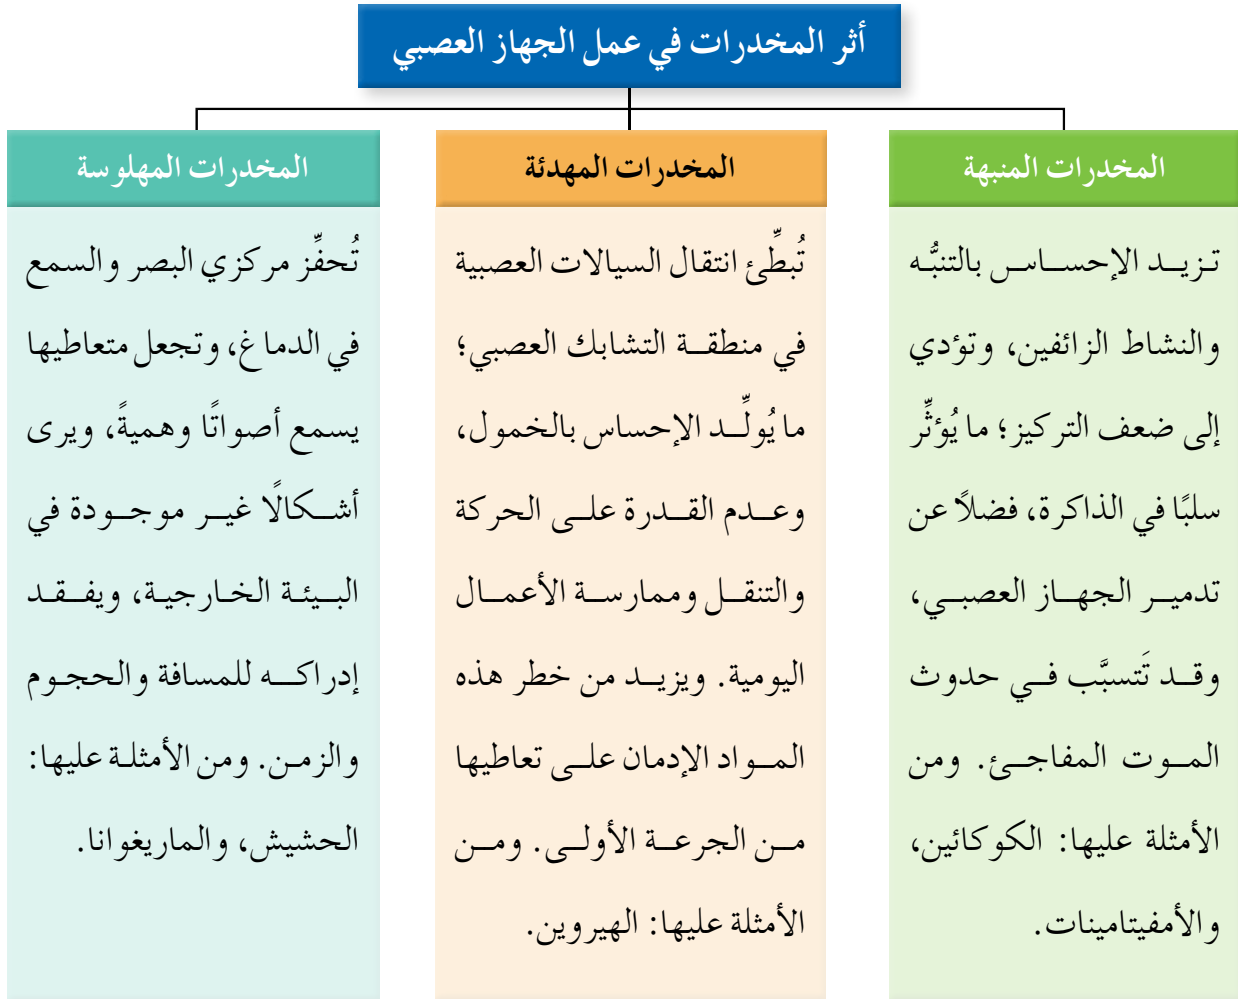 أثر المخدرات في عمل الجهاز العصبي
المخدرات المنبهة
تزيد الإحساس بالتنبُّه
والنشاط الزائفين، وتؤدي
إلى ضعف التركيز؛ ما يُؤثِّر
سلبًا في الذاكرة، فضلًا عن
تدمير الجهاز العصبي،
وقد تَتسبَّب في حدوث
الموت المفاجئ. ومن
الأمثلة عليها: الكوكائين،
والأمفيتامينات.
المخدرات المهدئة
تُبطِّئ انتقال السيالات العصبية
في منطقة التشابك العصبي؛
ما يُولِّد الإحساس بالخمول،
وعدم القدرة على الحركة
والتنقل وممارسة الأعمال
اليومية. ويزيد من خطر هذه
المواد الإدمان على تعاطيها
من الجرعة الأولى. ومن
الأمثلة عليها: الهيروين.
المخدرات المهلوسة
تُحفِّز مركزي البصر والسمع
في الدماغ، وتجعل متعاطيها
يسمع أصواتًا وهميةً، ويرى
أشكالًا غير موجودة في
البيئة الخارجية، ويفقد
إدراكه للمسافة والحجوم
والزمن. ومن الأمثلة عليها:
الحشيش، والماريغوانا.